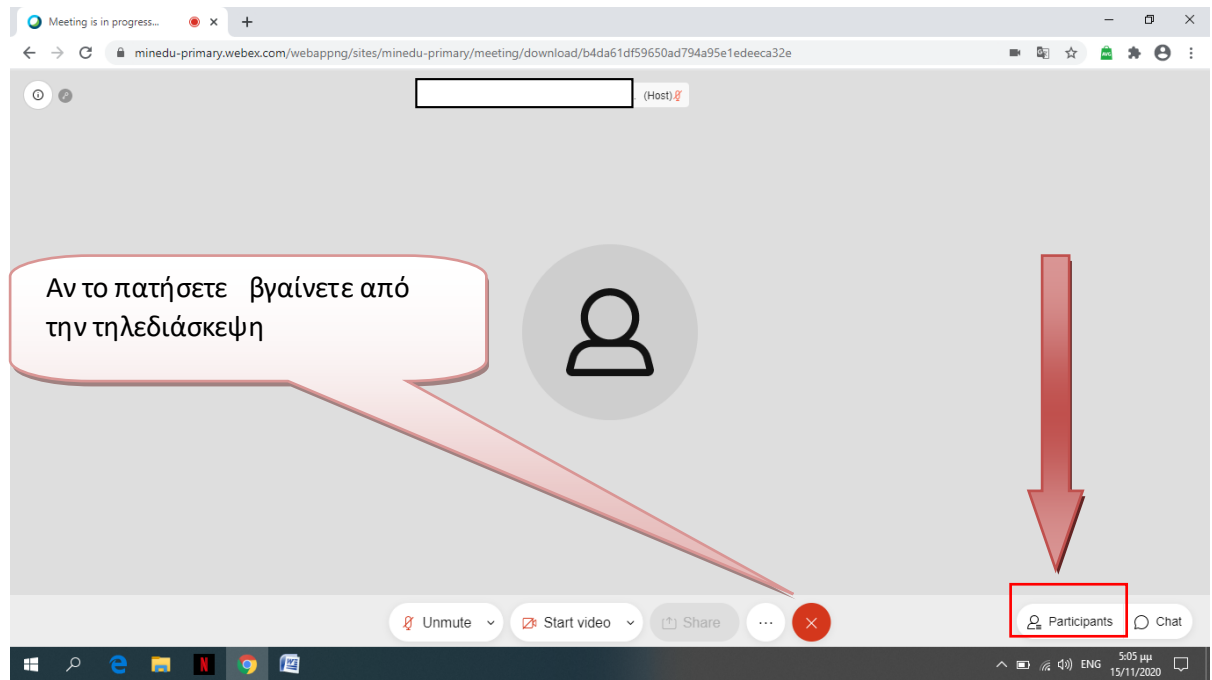 Meeting is in progress...
minedu-primary.webex.com/webappng/sites/minedu-primary/meeting/download/b4da61df59650ad794a95e1edeeca32e
(Host)
Αν το πατήσετε βγαίνετε από
την τηλεδιάσκεψη
Unmute
Start video
Share
Participants
Chat
ENG
5:05 μμ
15/11/2020